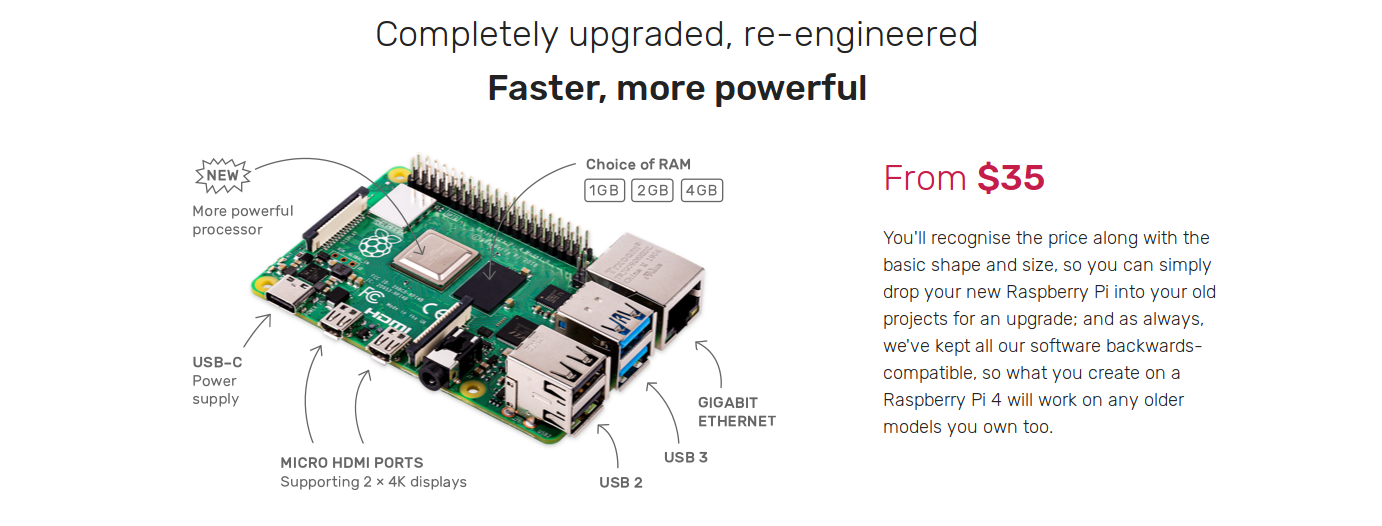 Completely upgraded, re-engineered
Faster, more powerful
NEW
More powerful
processor
Choice of RAM
1GB 2GB 4GB
USB-C
Power
supply
MICRO HDMI PORTS
Supporting 2 × 4K displays
USB 2
USB 3
GIGABIT
ETHERNET
FC CE
HDMI
From $35
You'll recognise the price along with the
basic shape and size, so you can simply
drop your new Raspberry Pi into your old
projects for an upgrade; and as always,
we've kept all our software backwards-
compatible, so what you create on a
Raspberry Pi 4 will work on any older
models you own too.